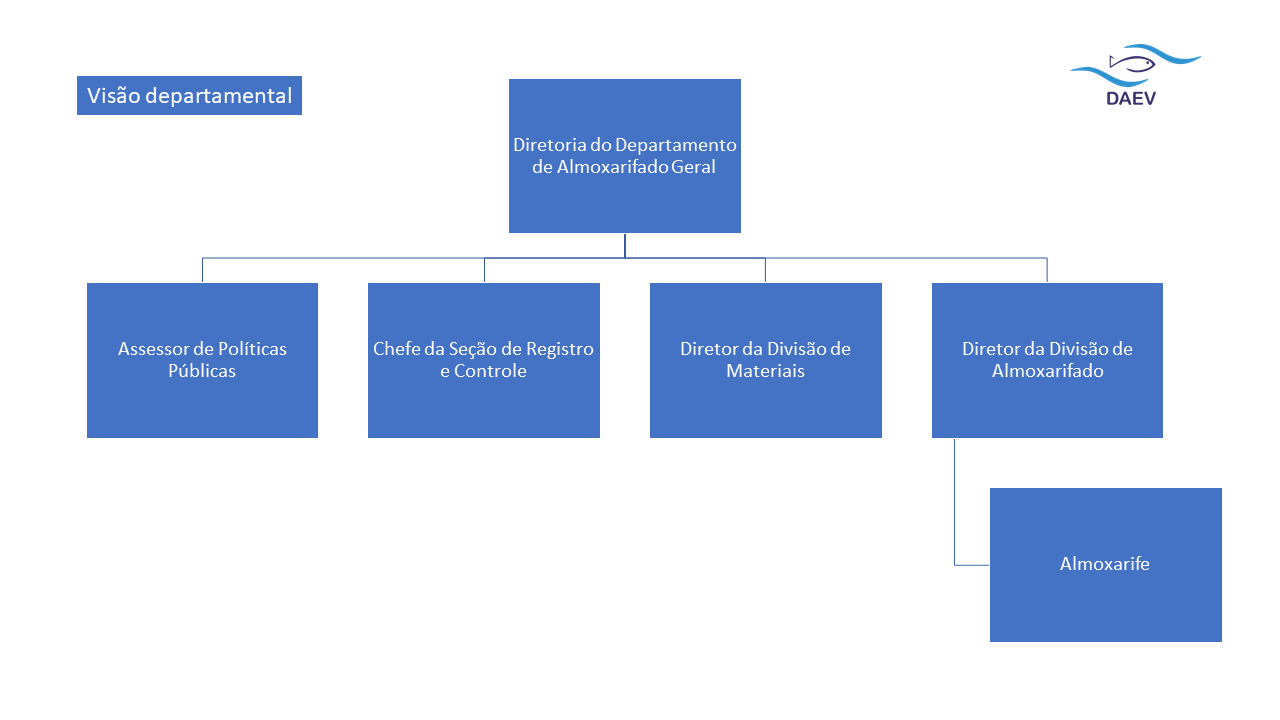 Visão departamental
DAEV
Diretoria do Departamento
de Almoxarifado Geral
Assessor de Políticas
Públicas
Chefe da Seção de Registro
e Controle
Diretor da Divisão de
Materiais
Diretor da Divisão de
Almoxarifado
Almoxarife